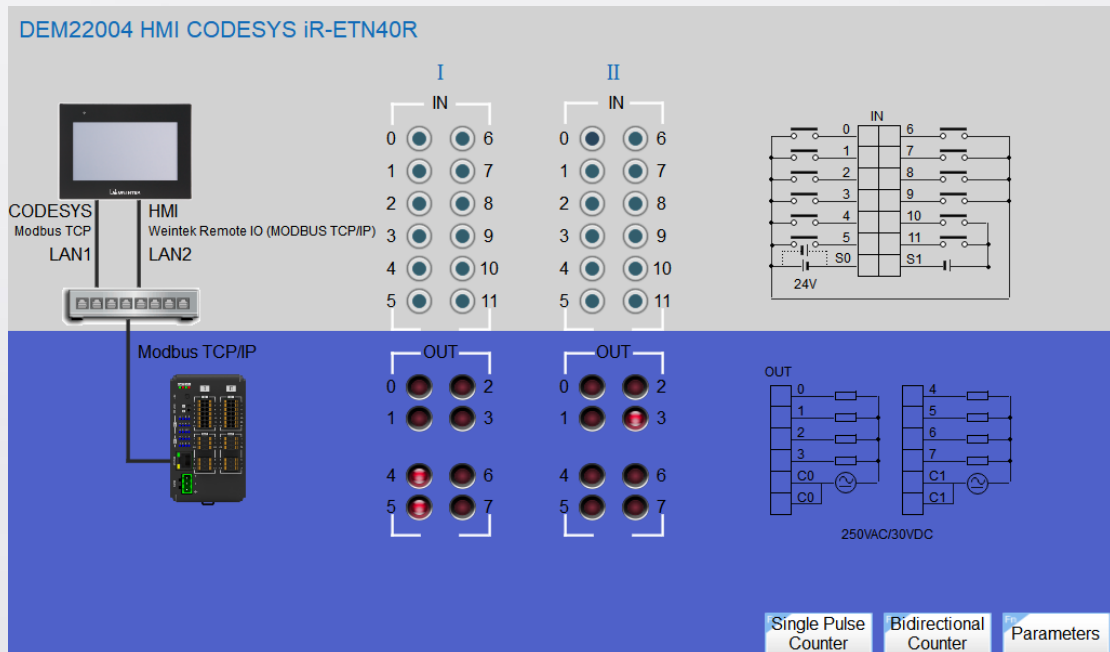 DEM22004 HMI CODESYS iR-ETN40R
I
II
IN
IN
0 6
1 7
2 8
3 9
4 10
5 11
0 6
1 7
2 8
3 9
4 10
5 11
CODESYS
Modbus TCP
LAN1
HMI
Weintek Remote IO (MODBUS TCP/IP)
LAN2
IN
0 6
1 7
2 8
3 9
4 10
5 11
S0 S1
24V
Modbus TCP/IP
OUT
0 2
1 3
4 6
5 7
OUT
0 2
1 3
4 6
5 7
OUT
0
1
2
3
C0
C0
4
5
6
7
C1
C1
250VAC/30VDC
Single Pulse
Counter
Bidirectional
Counter
Parameters